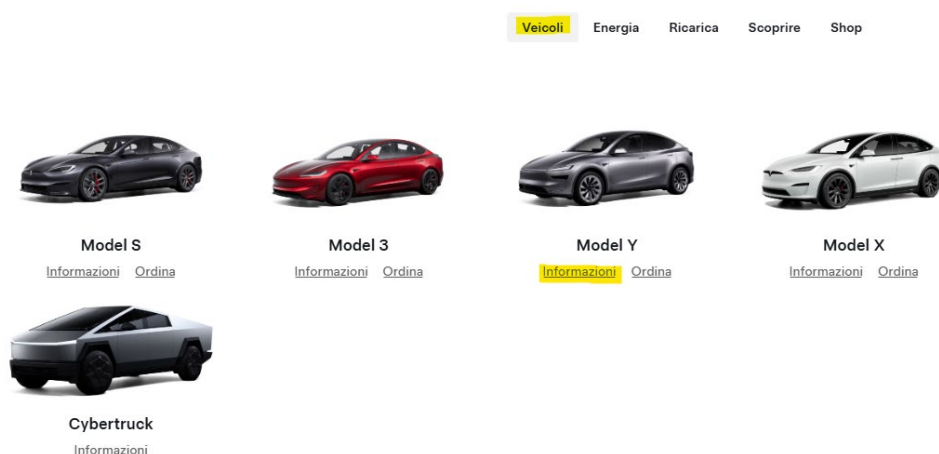 Veicoli Energia Ricarica Scoprire Shop
Model S Model 3 Model Y Model X
Informazioni Ordina Informazioni Ordina Informazioni Ordina Informazioni Ordina
Cybertruck
Informazioni